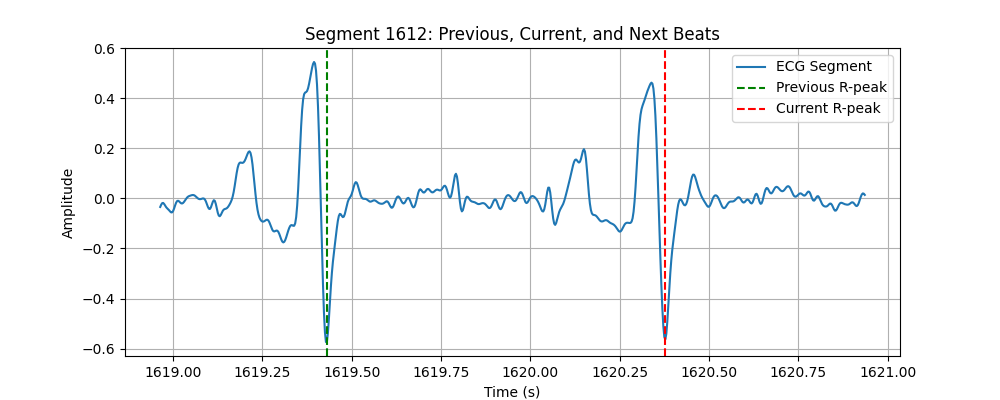 Segment 1612: Previous, Current, and Next Beats
ECG Segment
Previous R-peak
Current R-peak
Amplitude
0.6
0.4
0.2
0.0
−0.2
−0.4
−0.6
1619.00 1619.25 1619.50 1619.75 1620.00 1620.25 1620.50 1620.75 1621.00
Time (s)